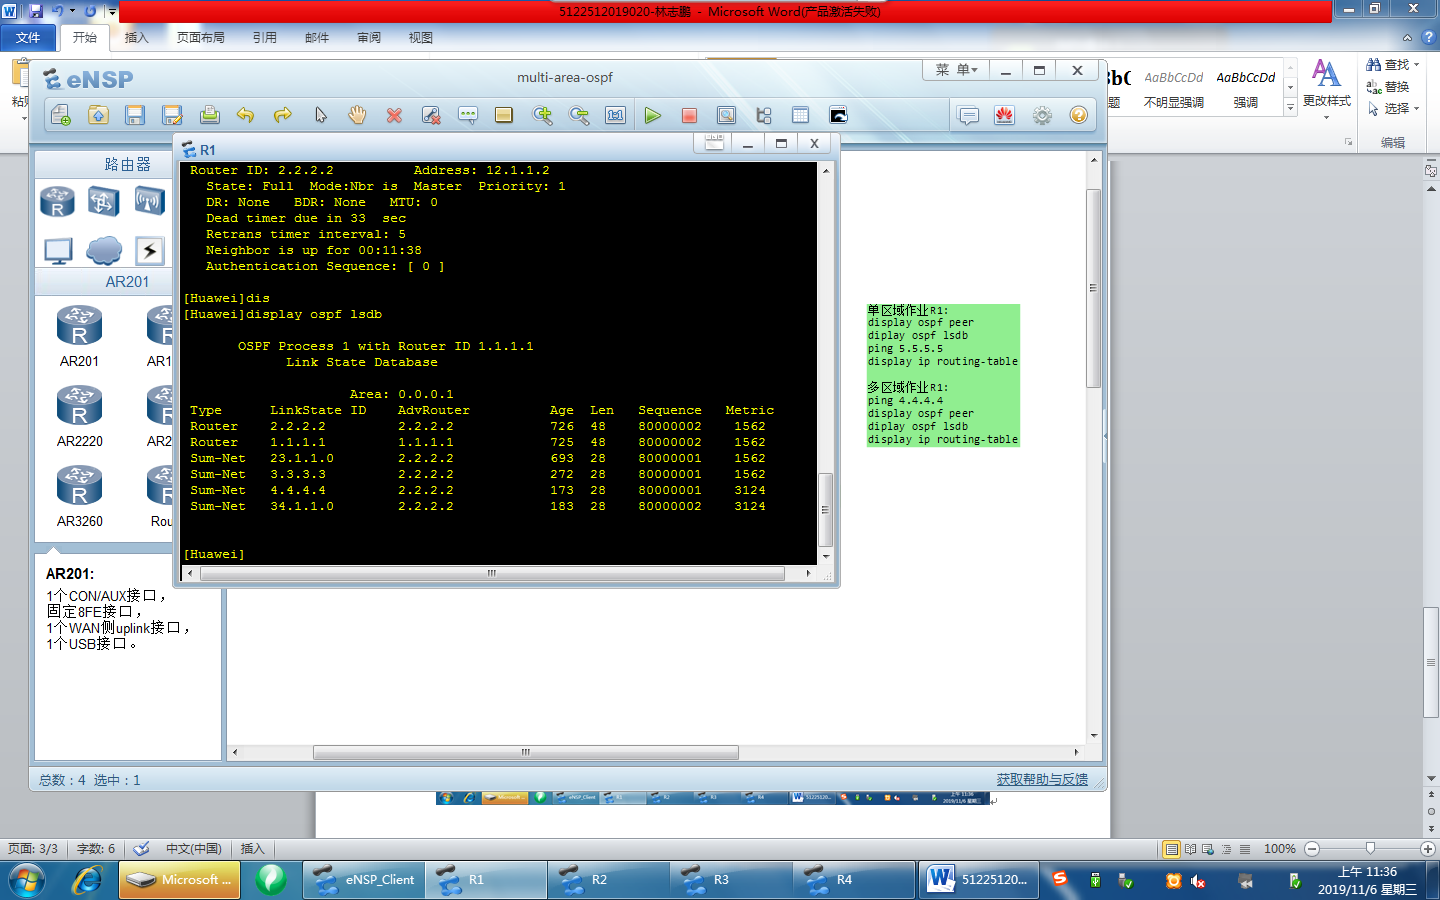 5122512019020-林志鹏 - Microsoft Word(产品激活失败)
文件 开始 插入 页面布局 引用 邮件 审阅 视图
AaBbCcDd AaBbCcDd
不明显强调 强调 更改样式
查找
替换
选择
编辑
eNSP
multi-area-ospf
菜 单
路由器
AR201
AR201
AR2220
AR3260
AR201:
1个CON/AUX接口，
固定8FE接口，
1个WAN侧uplink接口，
1个USB接口。
R1
Router ID: 2.2.2.2 Address: 12.1.1.2
State: Full Mode:Nbr is Master Priority: 1
DR: None BDR: None MTU: 0
Dead timer due in 33 sec
Retrans timer interval: 5
Neighbor is up for 00:11:38
Authentication Sequence: [ 0 ]
[Huawei]dis
[Huawei]display ospf lsdb
OSPF Process 1 with Router ID 1.1.1.1
Link State Database
Area: 0.0.0.1
Type LinkState ID AdvRouter Age Len Sequence Metric
Router 2.2.2.2 2.2.2.2 726 48 80000002 1562
Router 1.1.1.1 1.1.1.1 725 48 80000002 1562
Sum-Net 23.1.1.0 2.2.2.2 693 28 80000001 1562
Sum-Net 3.3.3.3 2.2.2.2 272 28 80000001 1562
Sum-Net 4.4.4.4 2.2.2.2 173 28 80000001 3124
Sum-Net 34.1.1.0 2.2.2.2 183 28 80000002 3124
[Huawei]
单区域作业R1:
display ospf peer
diplay ospf lsdb
ping 5.5.5.5
display ip routing-table
多区域作业R1:
ping 4.4.4.4
display ospf peer
diplay ospf lsdb
display ip routing-table
总数：4 选中：1
获取帮助与反馈
页面: 3/3 字数: 6 中文(中国) 插入 100%
Microsoft ... eNSP_Client R1 R2 R3 R4 51225120...
上午 11:36
2019/11/6 星期三